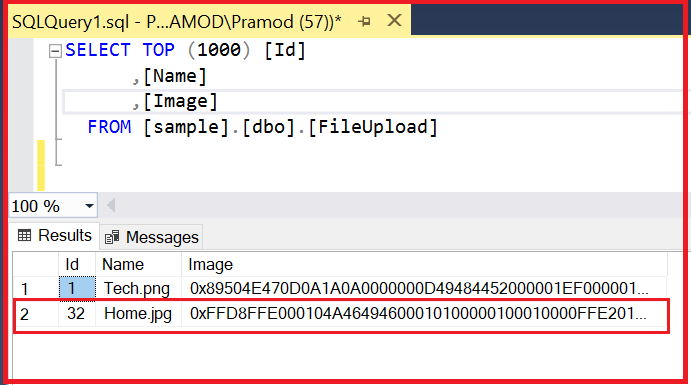 SQLQuery1.sql - P...AMOD\Pramod (57))*
SELECT TOP (1000) [Id]
,[Name]
,[Image]
FROM [sample].[dbo].[FileUpload]
100 %
Results Messages
Id Name Image
1 1 Tech.png 0x89504E470D0A1A0A0000000D49484452000001EF000001...
2 32 Home.jpg 0xFFD8FFE000104A46494600010100000100010000FFE201...